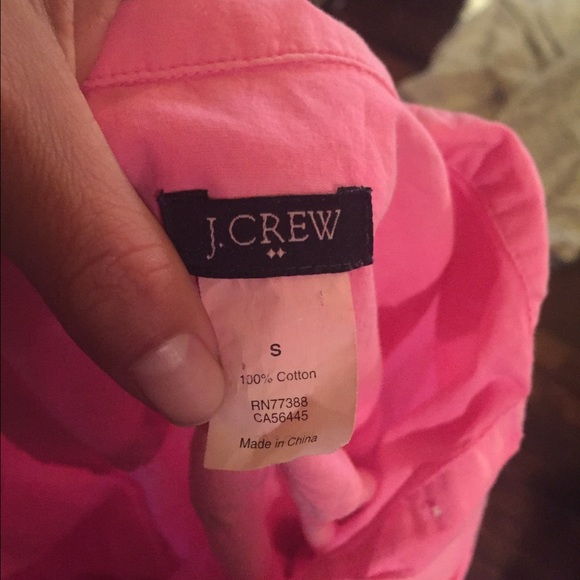 J.CREW
S
100% Cotton
RN77388
CA56445
Made in China